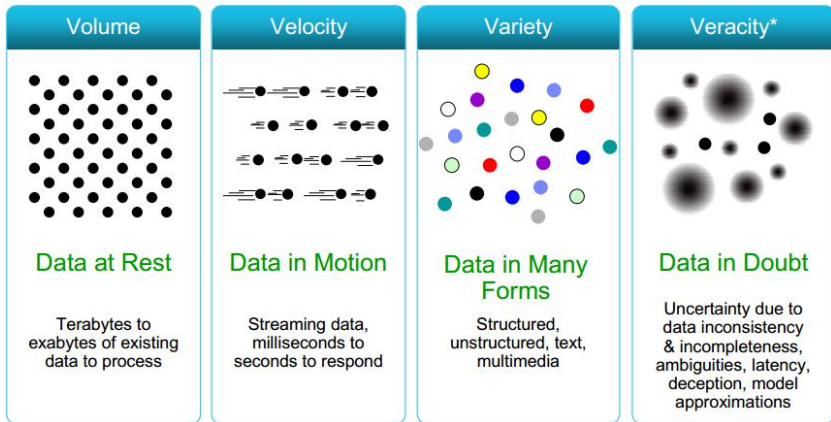 Volume
Data at Rest
Terabytes to
exabytes of existing
data to process
Velocity
Data in Motion
Streaming data,
milliseconds to
seconds to respond
Variety
Data in Many
Forms
Structured,
unstructured, text,
multimedia
Veracity*
Data in Doubt
Uncertainty due to
data inconsistency
& incompleteness,
ambiguities, latency,
deception, model
approximations